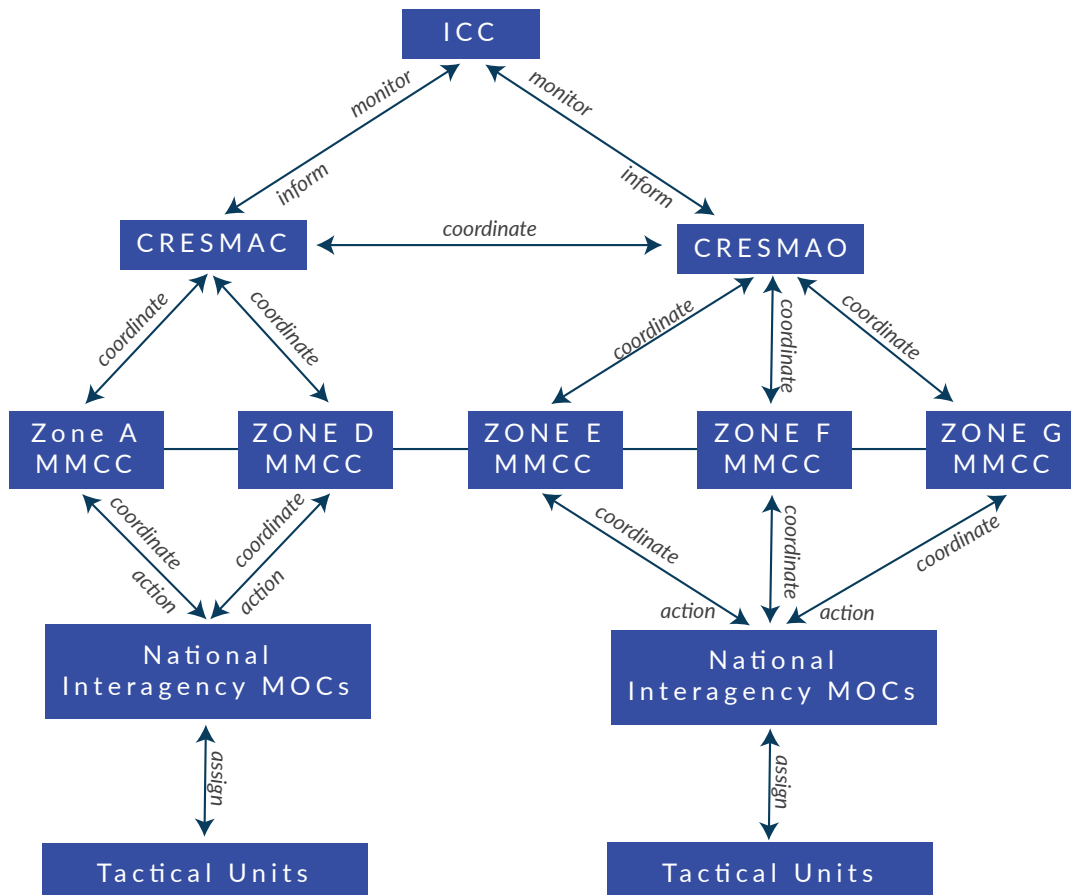 ICC
monitor
monitor
inform
inform
CRESMAC
coordinate
CRESMAO
coordinate
coordinate
coordinate
coordinate
coordinate
Zone A
MMCC
ZONE D
MMCC
ZONE E
MMCC
ZONE F
MMCC
ZONE G
MMCC
coordinate
action
coordinate
action
coordinate
action
coordinate
coordinate
action
National
Interagency MOCs
National
Interagency MOCs
assign
assign
Tactical Units
Tactical Units